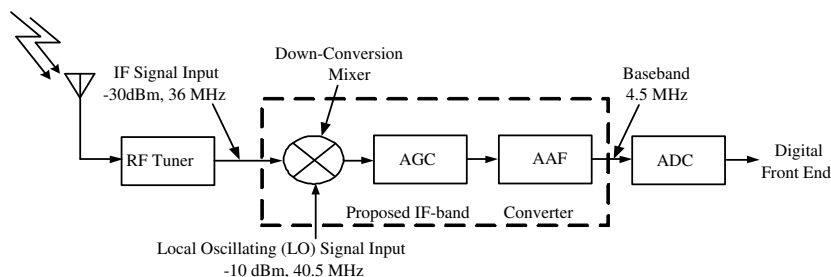 Down-Conversion
Mixer
IF Signal Input
-30dBm, 36 MHz
Baseband
4.5 MHz
RF Tuner
AGC
AAF
ADC
Digital
Front End
Proposed IF-band Converter
Local Oscillating (LO) Signal Input
-10 dBm, 40.5 MHz